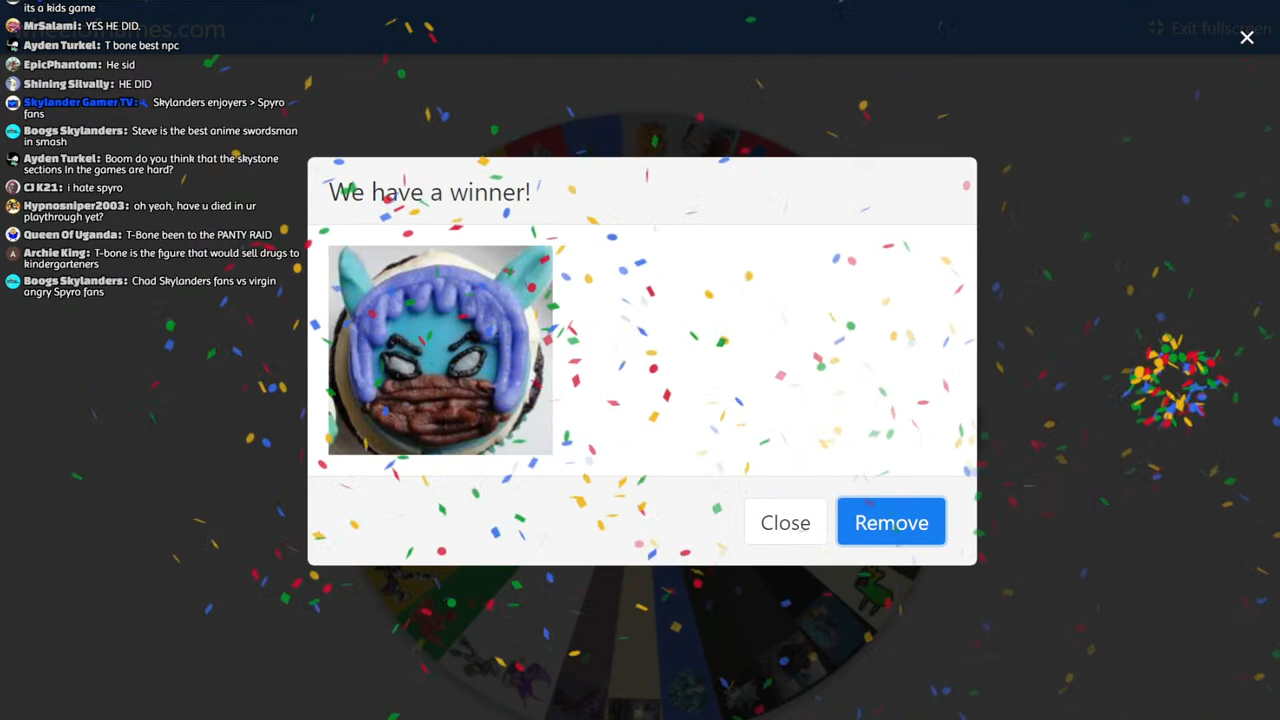 its a kids game
MrSalami: YES HE DID.
wheelofnames.com
Exit fullscreen
Ayden Turkel: T bone best npc
EpicPhantom: He sid
Shining Silvally: HE DID
Skylander Gamer TV: Skylanders enjoyers > Spyro
fans
Boogs Skylanders: Steve is the best anime swordsman
in smash
Ayden Turkel: Boom do you think that the skystone
sections In the games are hard?
CJ K21: i hate spyro
Hypnosniper2003: oh yeah, have u died in ur
playthrough yet?
Queen Of Uganda: T-Bone been to the PANTY RAID
A
Archie King: T-bone is the figure that would sell drugs to
kindergarteners
Boogs Skylanders: Chad Skylanders fans vs virgin
angry Spyro fans
We have a winner!
Close
Remove